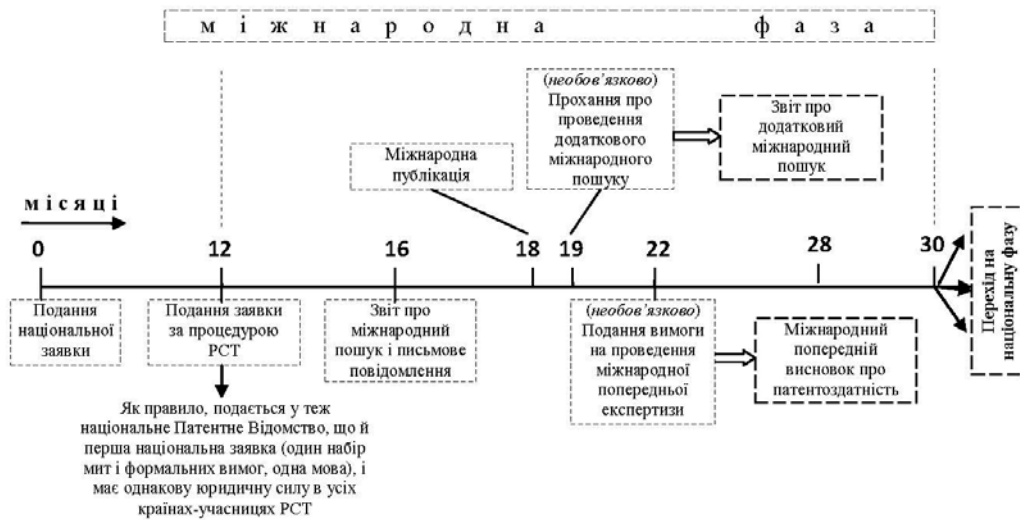 міжнародна фаза
(необов’язково)
Прохання про
проведення
додаткового
міжнародного
пошуку
Звіт про
додатковий
міжнародний
пошук
Міжнародна
публікація
місяці
0
12
16
18
19
22
28
30
Подання
національної
заявки
Подання заявки
за процедурою
РСТ
Звіт про
міжнародний
пошук і письмове
повідомлення
(необов’язково)
Подання вимоги
на проведення
міжнародної
попередньої
експертизи
Міжнародний
попередній
висновок про
патентоздатність
Перехід на
національну фазу
Як правило, подається у теж
національне Патентне Відомство, що й
перша національна заявка (один набір
мит і формальних вимог, одна мова), і
має однакову юридичну силу в усіх
країнах-учасницях РСТ